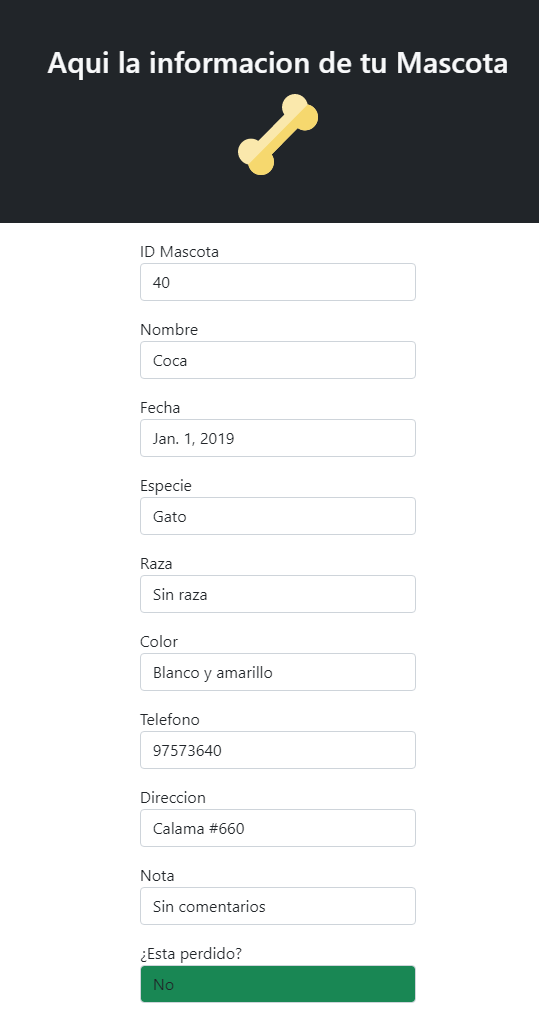 Aqui la informacion de tu Mascota
ID Mascota
40
Nombre
Coca
Fecha
Jan. 1, 2019
Especie
Gato
Raza
Sin raza
Color
Blanco y amarillo
Telefono
97573640
Direccion
Calama #660
Nota
Sin comentarios
¿Esta perdido?
No